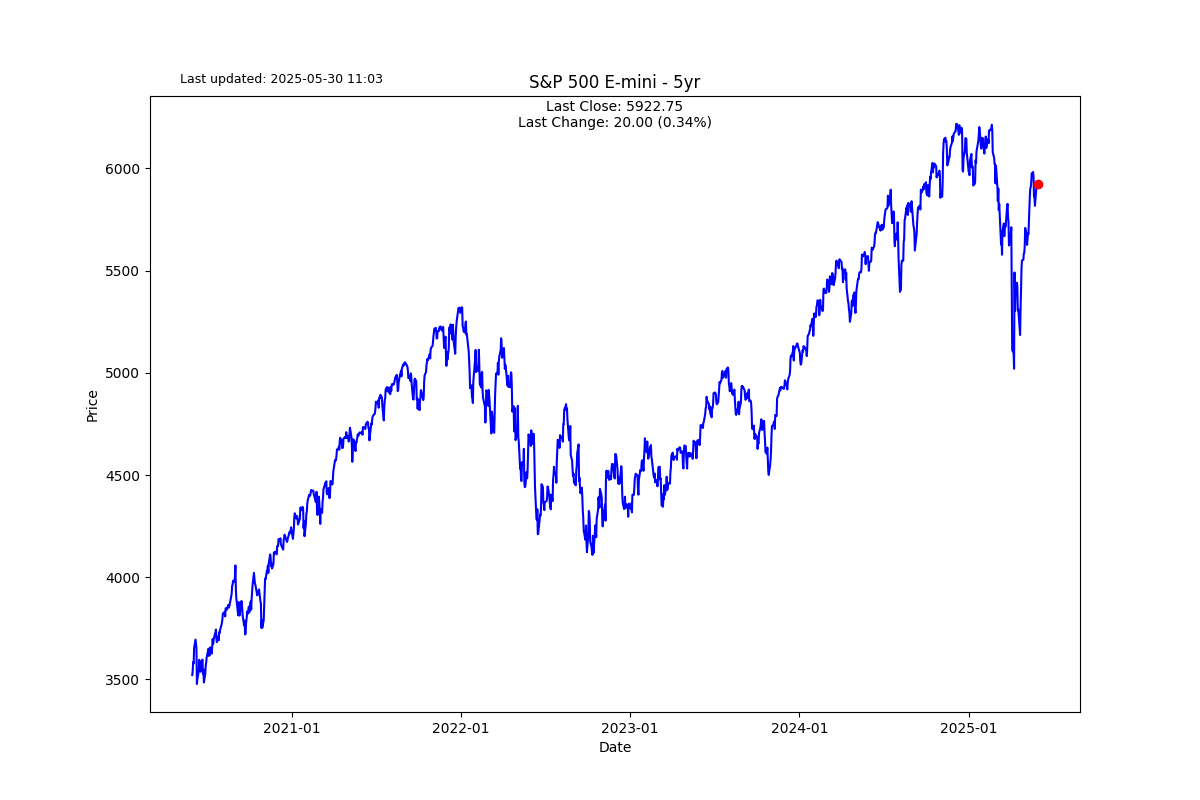 Last updated: 2025-05-30 11:03
S&P 500 E-mini - 5yr
Last Close: 5922.75
Last Change: 20.00 (0.34%)
Price
6000
5500
5000
4500
4000
3500
2021-01
2022-01
2023-01
2024-01
2025-01
Date